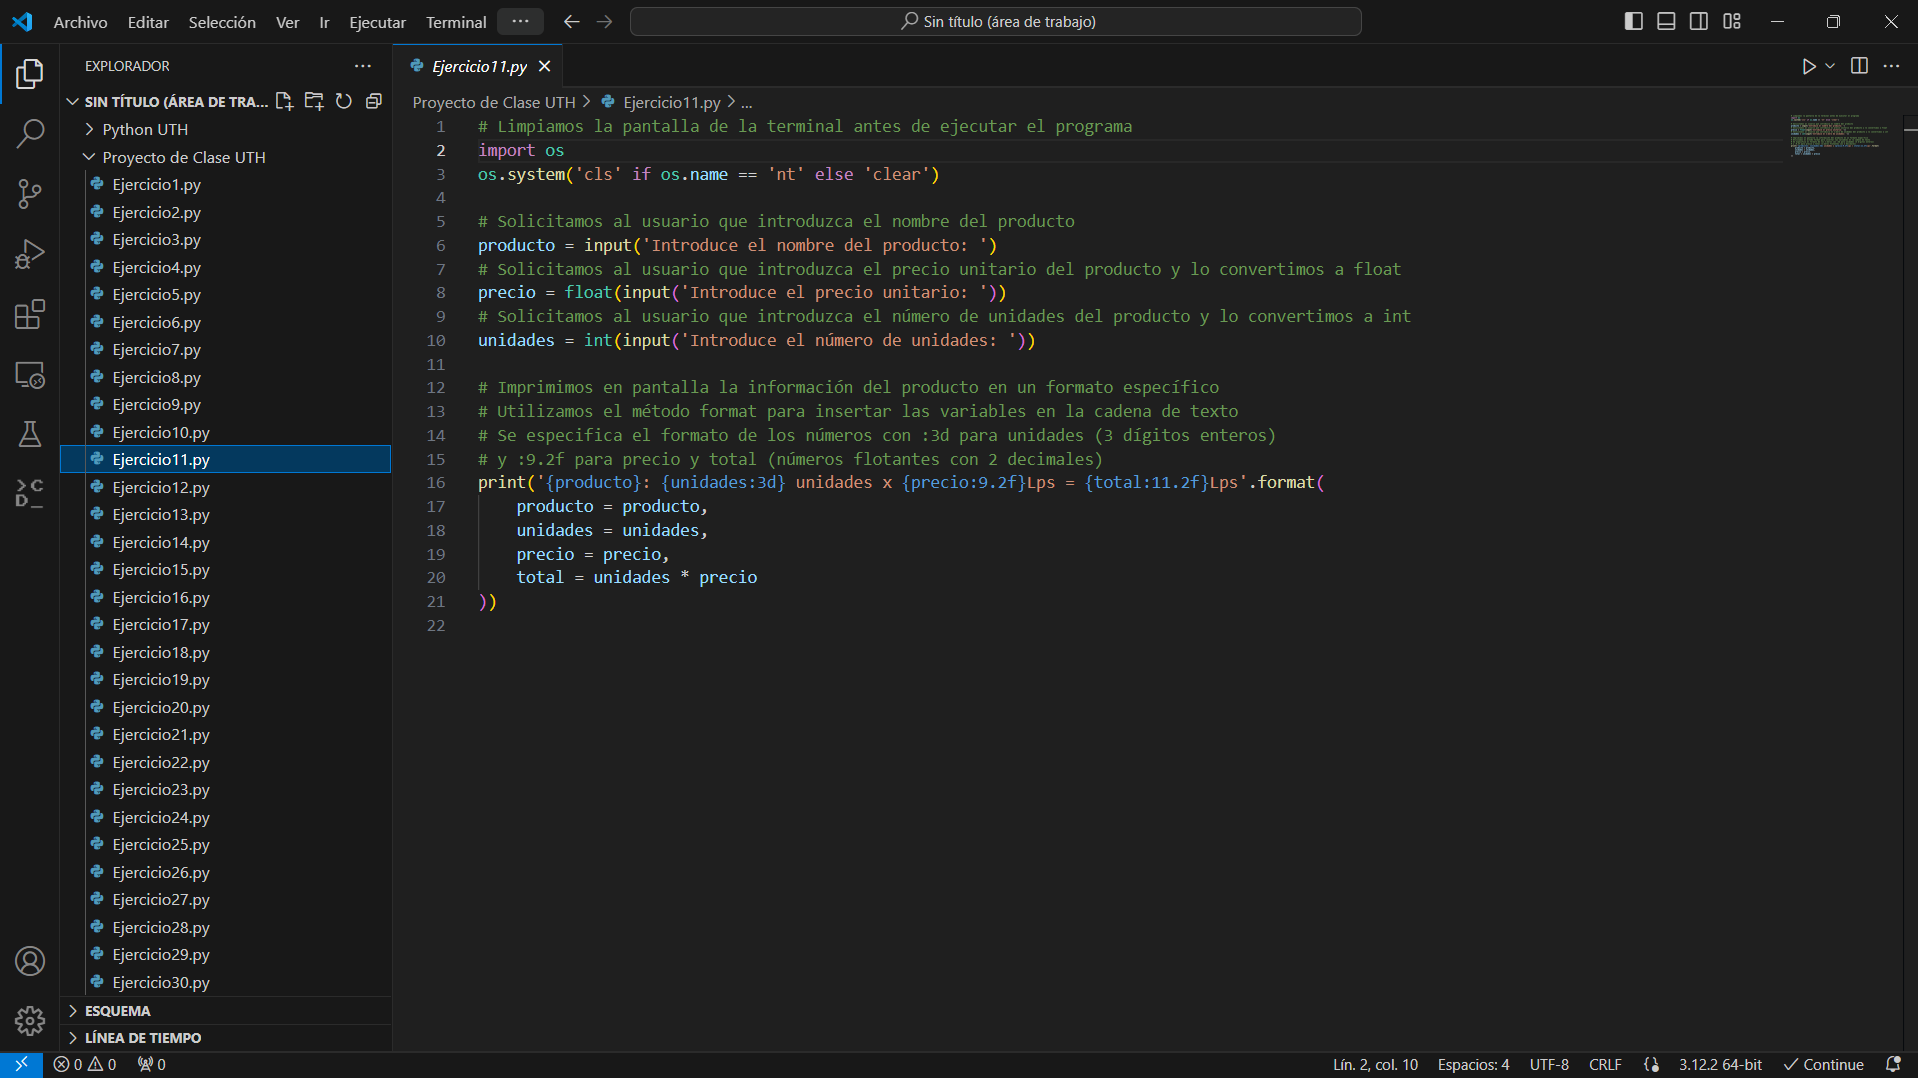 Archivo Editar Selección Ver Ir Ejecutar Terminal ··· Sin título (área de trabajo)
EXPLORADOR
SIN TÍTULO (ÁREA DE TRA...
Python UTH
Proyecto de Clase UTH
Ejercicio1.py
Ejercicio2.py
Ejercicio3.py
Ejercicio4.py
Ejercicio5.py
Ejercicio6.py
Ejercicio7.py
Ejercicio8.py
Ejercicio9.py
Ejercicio10.py
Ejercicio11.py
Ejercicio12.py
Ejercicio13.py
Ejercicio14.py
Ejercicio15.py
Ejercicio16.py
Ejercicio17.py
Ejercicio18.py
Ejercicio19.py
Ejercicio20.py
Ejercicio21.py
Ejercicio22.py
Ejercicio23.py
Ejercicio24.py
Ejercicio25.py
Ejercicio26.py
Ejercicio27.py
Ejercicio28.py
Ejercicio29.py
Ejercicio30.py
ESQUEMA
LÍNEA DE TIEMPO
Ejercicio11.py
Proyecto de Clase UTH > Ejercicio11.py > ...
1 # Limpiamos la pantalla de la terminal antes de ejecutar el programa
2 import os
3 os.system('cls' if os.name == 'nt' else 'clear')
4
5 # Solicitamos al usuario que introduzca el nombre del producto
6 producto = input('Introduce el nombre del producto: ')
7 # Solicitamos al usuario que introduzca el precio unitario del producto y lo convertimos a float
8 precio = float(input('Introduce el precio unitario: '))
9 # Solicitamos al usuario que introduzca el número de unidades del producto y lo convertimos a int
10 unidades = int(input('Introduce el número de unidades: '))
11
12 # Imprimimos en pantalla la información del producto en un formato específico
13 # Utilizamos el método format para insertar las variables en la cadena de texto
14 # Se especifica el formato de los números con :3d para unidades (3 dígitos enteros)
15 # y :9.2f para precio y total (números flotantes con 2 decimales)
16 print('{producto}: {unidades:3d} unidades x {precio:9.2f}Lps = {total:11.2f}Lps'.format(
17 producto = producto,
18 unidades = unidades,
19 precio = precio,
20 total = unidades * precio
21 ))
22
0 0 0 Lín. 2, col. 10 Espacios: 4 UTF-8 CRLF 3.12.2 64-bit Continue